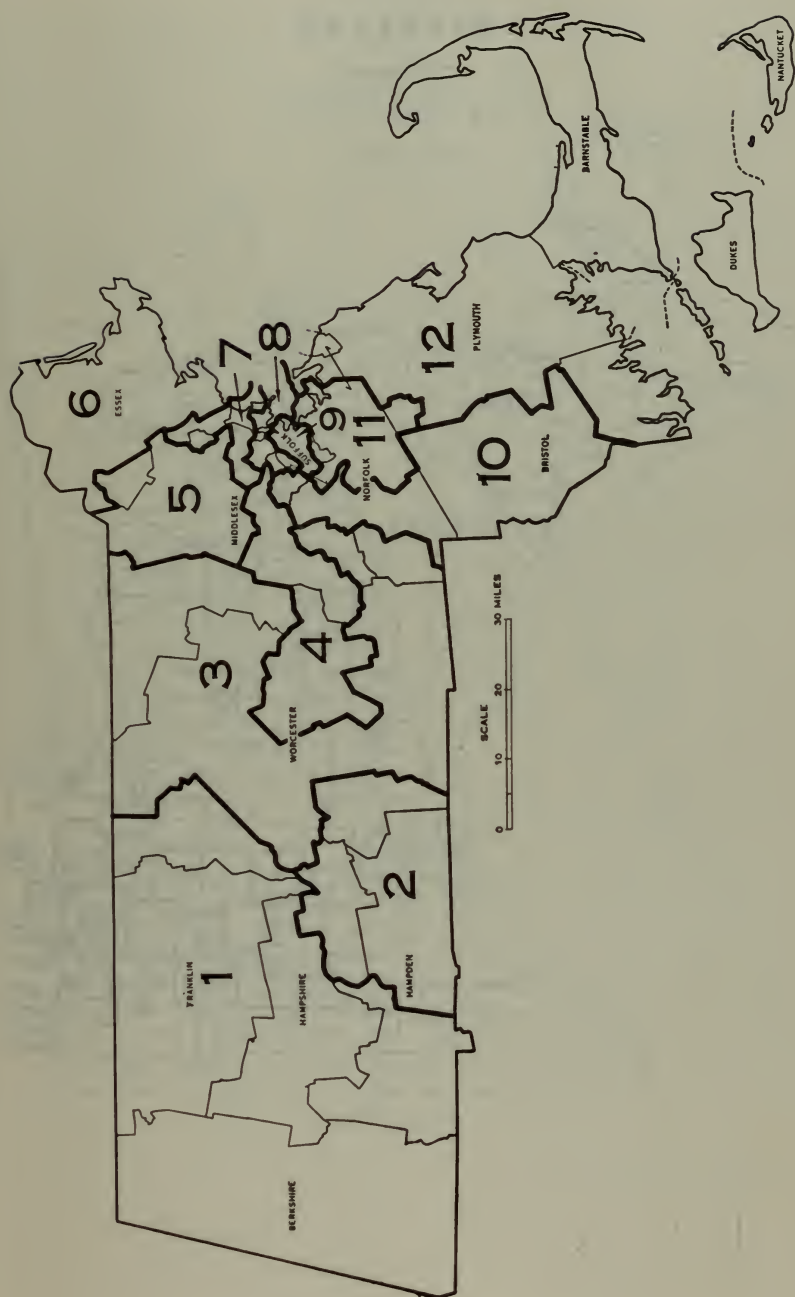 BERKSHIRE
FRANKLIN
1
HAMPSHIRE
HAMPDEN
2
3
WORCESTER
4
5
MIDDLESEX
6
ESSEX
7
8
SUFFOLK
9
11
NORFOLK
10
BRISTOL
12
PLYMOUTH
BARNSTABLE
DUKES
NANTUCKET
SCALE
0 10 20 30 MILES